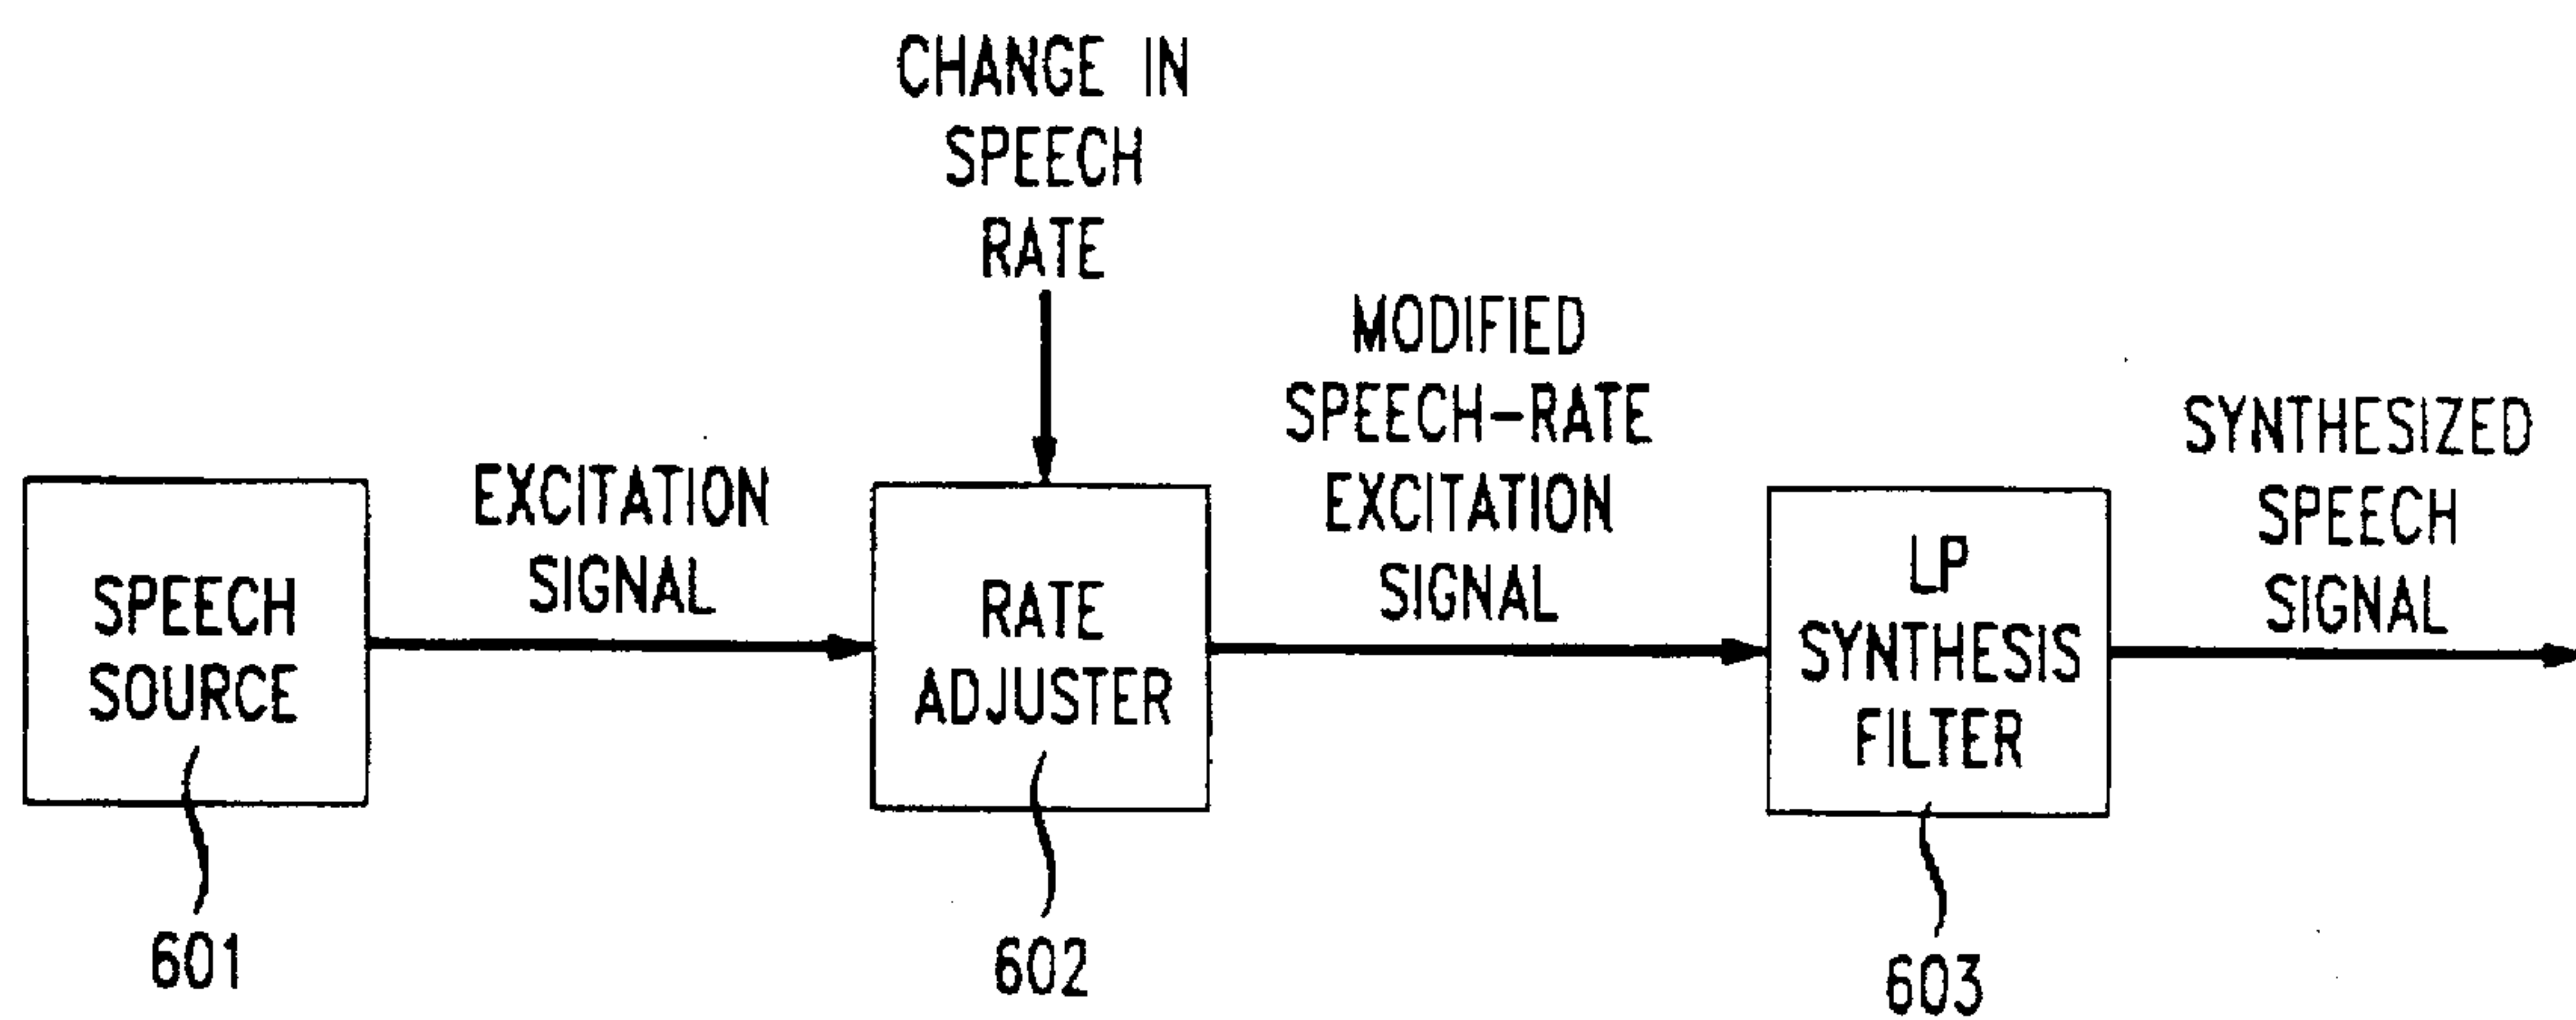 CHANGE IN
SPEECH
RATE
SPEECH
SOURCE
EXCITATION
SIGNAL
RATE
ADJUSTER
MODIFIED
SPEECH-RATE
EXCITATION
SIGNAL
LP
SYNTHESIS
FILTER
SYNTHESIZED
SPEECH
SIGNAL
601
602
603